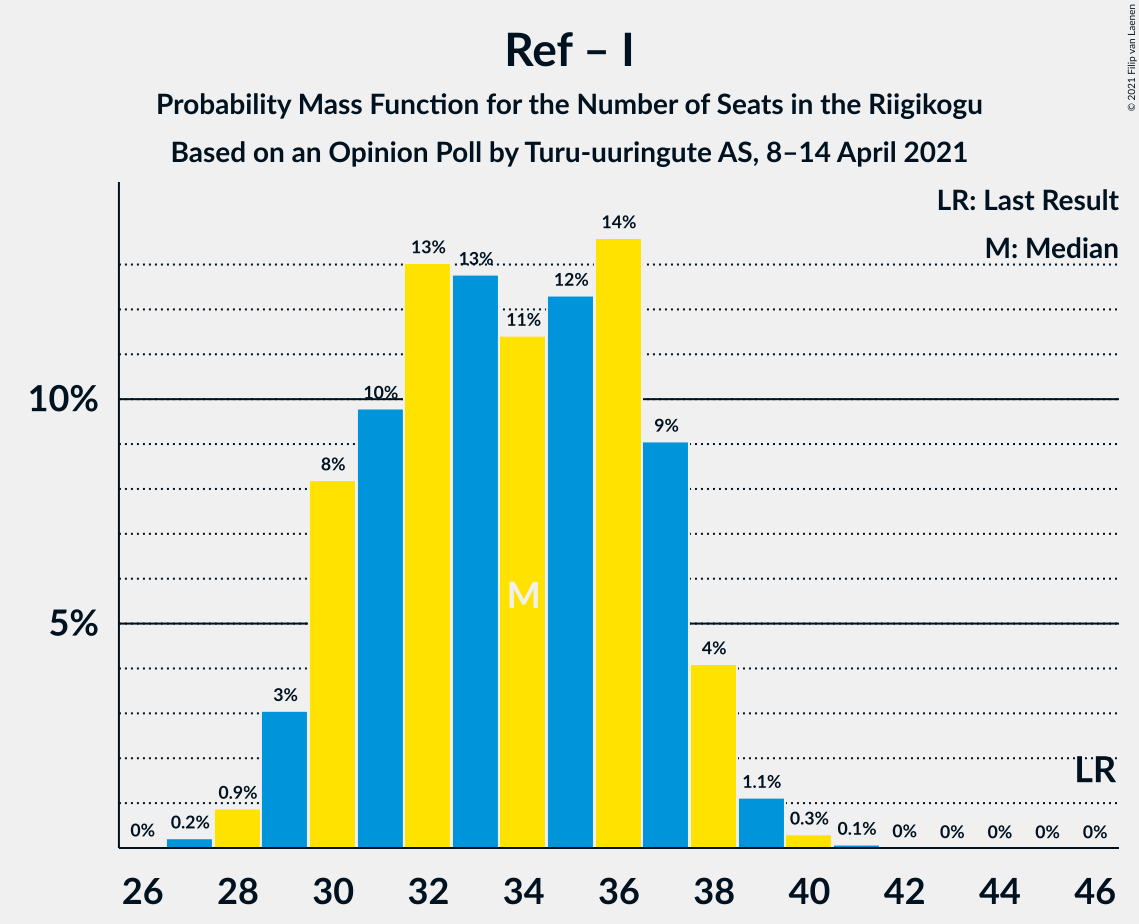 © 2021 Filip van Laenen
Ref – I
Probability Mass Function for the Number of Seats in the Riigikogu
Based on an Opinion Poll by Turu-uuringute AS, 8–14 April 2021
LR: Last Result
M: Median
14%
13%
13%
12%
11%
10%
10%
9%
8%
M
5%
4%
3%
LR
0.9%
1.1%
0% 0.2% 0.3% 0.1% 0% 0% 0% 0% 0%
26 28 30 32 34 36 38 40 42 44 46